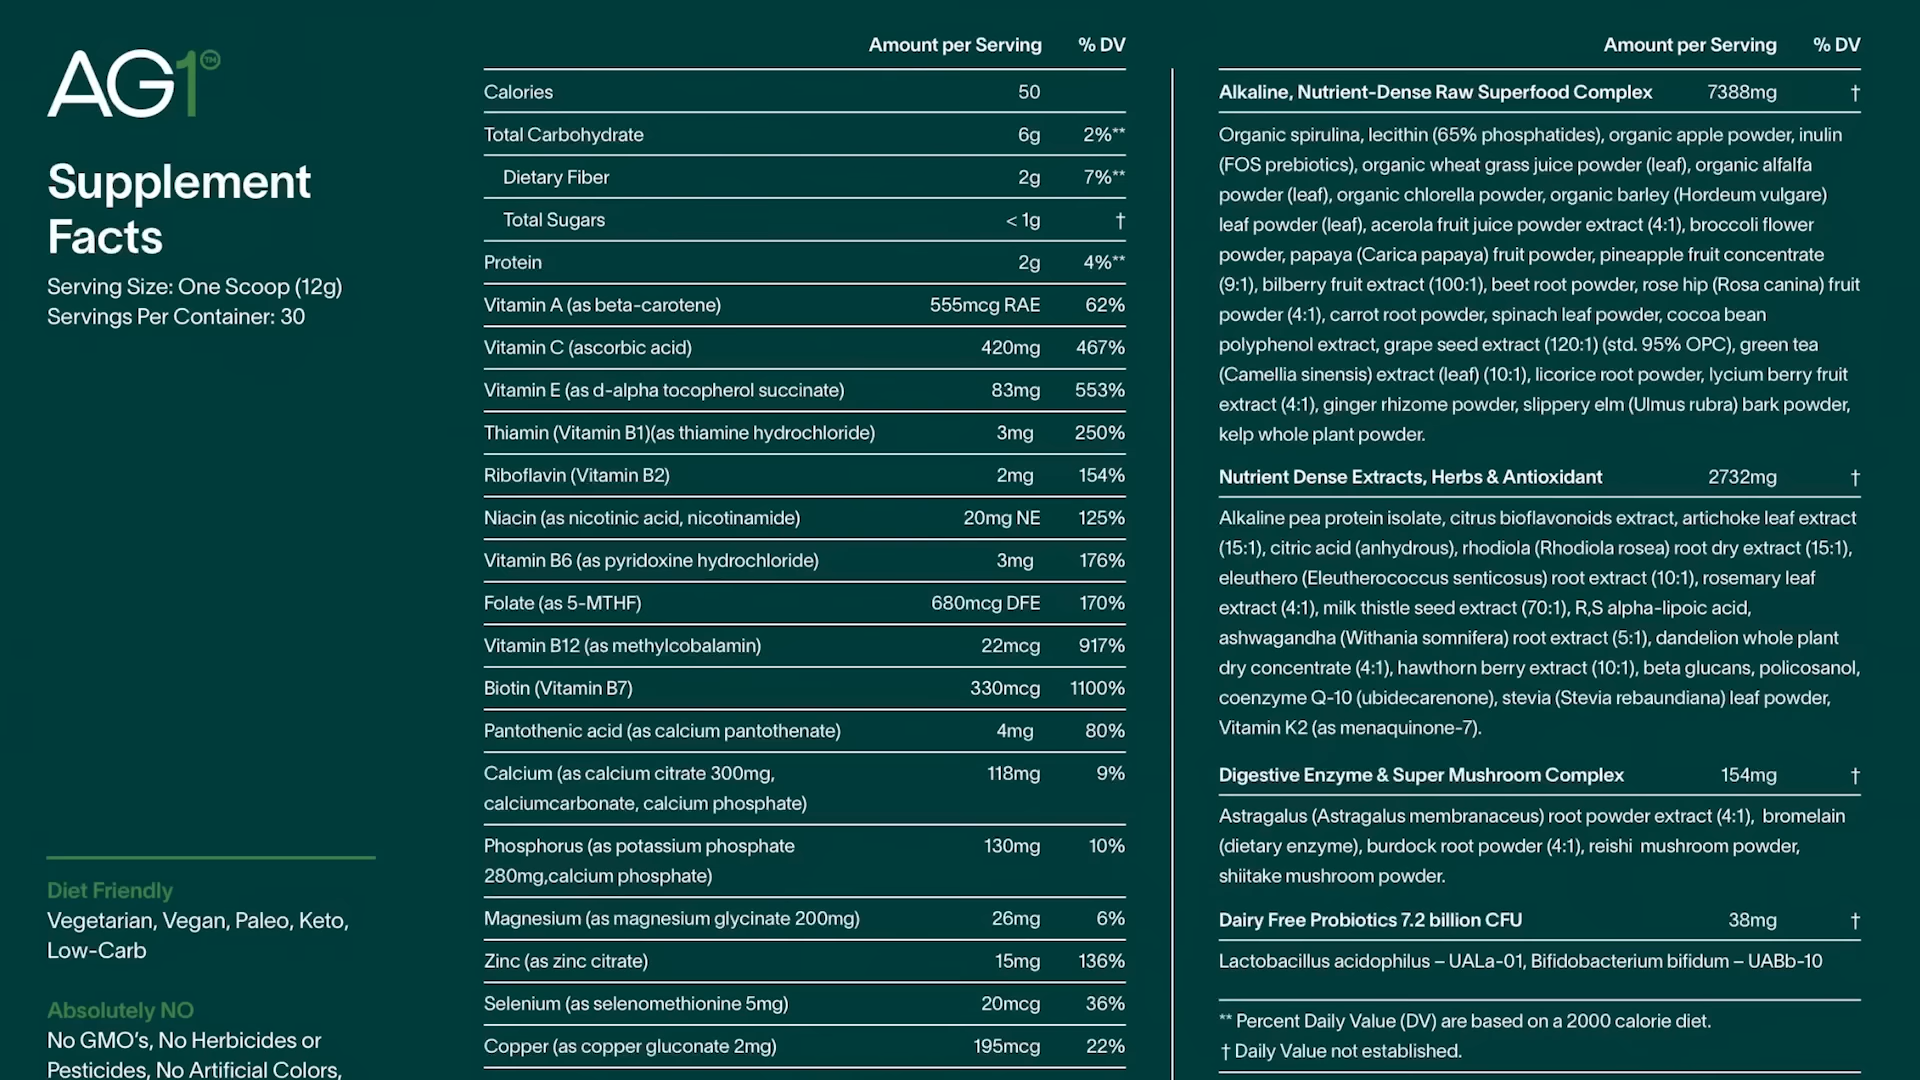 AG1™
Supplement
Facts
Serving Size: One Scoop (12g)
Servings Per Container: 30
Diet Friendly
Vegetarian, Vegan, Paleo, Keto,
Low-Carb
Absolutely NO
No GMO's, No Herbicides or
Pesticides, No Artificial Colors,
Amount per Serving % DV
Calories 50
Total Carbohydrate 6g 2%**
Dietary Fiber 2g 7%**
Total Sugars < 1g †
Protein 2g 4%**
Vitamin A (as beta-carotene) 555mcg RAE 62%
Vitamin C (ascorbic acid) 420mg 467%
Vitamin E (as d-alpha tocopherol succinate) 83mg 553%
Thiamin (Vitamin B1)(as thiamine hydrochloride) 3mg 250%
Riboflavin (Vitamin B2) 2mg 154%
Niacin (as nicotinic acid, nicotinamide) 20mg NE 125%
Vitamin B6 (as pyridoxine hydrochloride) 3mg 176%
Folate (as 5-MTHF) 680mcg DFE 170%
Vitamin B12 (as methylcobalamin) 22mcg 917%
Biotin (Vitamin B7) 330mcg 1100%
Pantothenic acid (as calcium pantothenate) 4mg 80%
Calcium (as calcium citrate 300mg, 118mg 9%
calciumcarbonate, calcium phosphate)
Phosphorus (as potassium phosphate 130mg 10%
280mg,calcium phosphate)
Magnesium (as magnesium glycinate 200mg) 26mg 6%
Zinc (as zinc citrate) 15mg 136%
Selenium (as selenomethionine 5mg) 20mcg 36%
Copper (as copper gluconate 2mg) 195mcg 22%
Amount per Serving % DV
Alkaline, Nutrient-Dense Raw Superfood Complex 7388mg †
Organic spirulina, lecithin (65% phosphatides), organic apple powder, inulin
(FOS prebiotics), organic wheat grass juice powder (leaf), organic alfalfa
powder (leaf), organic chlorella powder, organic barley (Hordeum vulgare)
leaf powder (leaf), acerola fruit juice powder extract (4:1), broccoli flower
powder, papaya (Carica papaya) fruit powder, pineapple fruit concentrate
(9:1), bilberry fruit extract (100:1), beet root powder, rose hip (Rosa canina) fruit
powder (4:1), carrot root powder, spinach leaf powder, cocoa bean
polyphenol extract, grape seed extract (120:1) (std. 95% OPC), green tea
(Camellia sinensis) extract (leaf) (10:1), licorice root powder, lycium berry fruit
extract (4:1), ginger rhizome powder, slippery elm (Ulmus rubra) bark powder,
kelp whole plant powder.
Nutrient Dense Extracts, Herbs & Antioxidant 2732mg †
Alkaline pea protein isolate, citrus bioflavonoids extract, artichoke leaf extract
(15:1), citric acid (anhydrous), rhodiola (Rhodiola rosea) root dry extract (15:1),
eleuthero (Eleutherococcus senticosus) root extract (10:1), rosemary leaf
extract (4:1), milk thistle seed extract (70:1), R,S alpha-lipoic acid,
ashwagandha (Withania somnifera) root extract (5:1), dandelion whole plant
dry concentrate (4:1), hawthorn berry extract (10:1), beta glucans, policosanol,
coenzyme Q-10 (ubidecarenone), stevia (Stevia rebaundiana) leaf powder,
Vitamin K2 (as menaquinone-7).
Digestive Enzyme & Super Mushroom Complex 154mg †
Astragalus (Astragalus membranaceus) root powder extract (4:1), bromelain
(dietary enzyme), burdock root powder (4:1), reishi mushroom powder,
shiitake mushroom powder.
Dairy Free Probiotics 7.2 billion CFU 38mg †
Lactobacillus acidophilus – UALa-01, Bifidobacterium bifidum – UABb-10
** Percent Daily Value (DV) are based on a 2000 calorie diet.
† Daily Value not established.